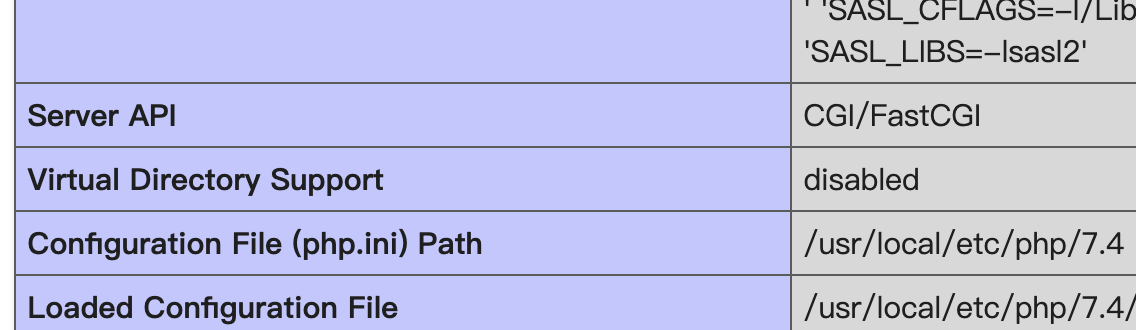 ' 'SASL_CFLAGS=-I/Lib
'SASL_LIBS=-lsasl2'
Server API CGI/FastCGI
Virtual Directory Support disabled
Configuration File (php.ini) Path /usr/local/etc/php/7.4
Loaded Configuration File /usr/local/etc/php/7.4/